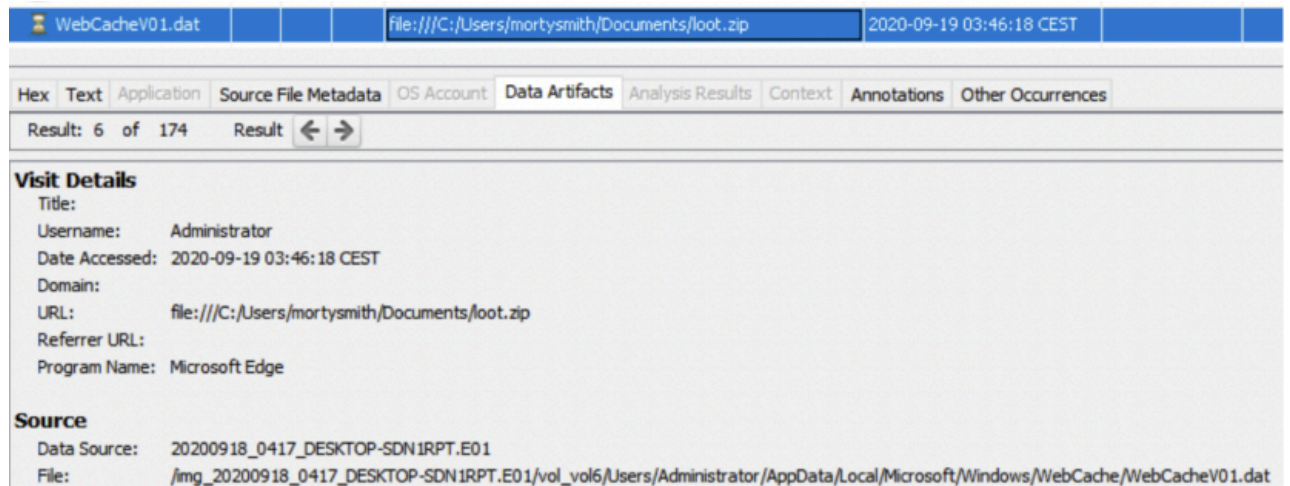 WebCacheV01.dat file:///C:/Users/mortysmith/Documents/loot.zip 2020-09-19 03:46:18 CEST
Hex Text Application Source File Metadata OS Account Data Artifacts Analysis Results Context Annotations Other Occurrences
Result: 6 of 174 Result
Visit Details
Title:
Username: Administrator
Date Accessed: 2020-09-19 03:46:18 CEST
Domain:
URL: file:///C:/Users/mortysmith/Documents/loot.zip
Referrer URL:
Program Name: Microsoft Edge
Source
Data Source: 20200918_0417_DESKTOP-SDN1RPT.E01
File: /img_20200918_0417_DESKTOP-SDN1RPT.E01/vol_vol6/Users/Administrator/AppData/Local/Microsoft/Windows/WebCache/WebCacheV01.dat